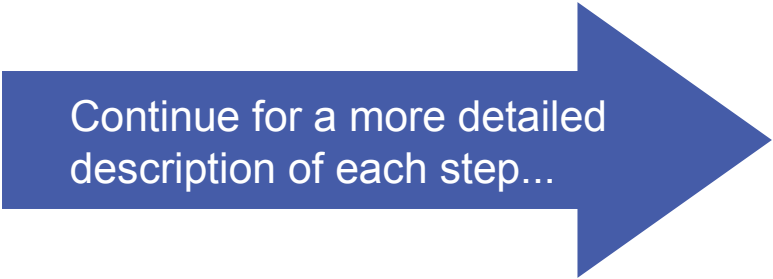 Continue for a more detailed
description of each step...